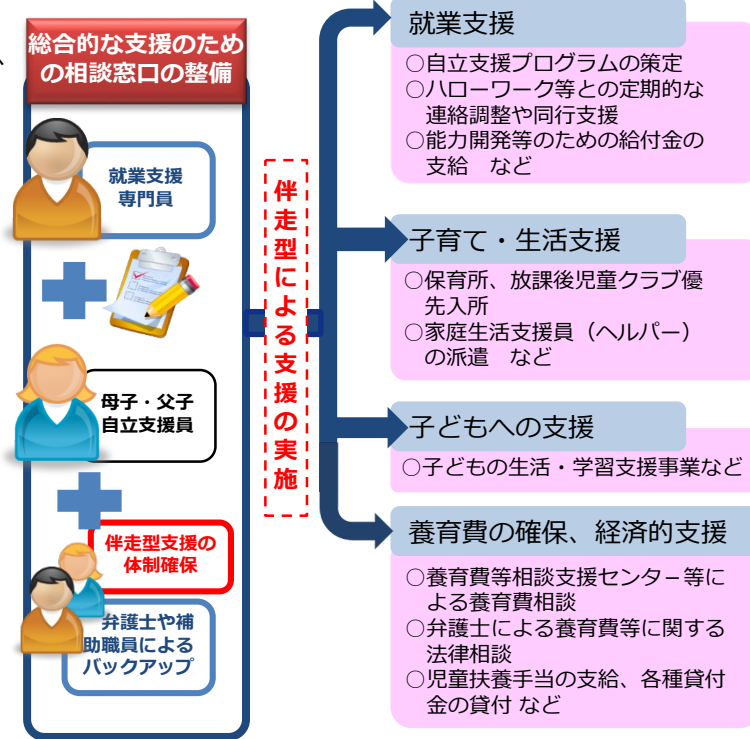 総合的な支援のため
の相談窓口の整備
就業支援
専門員
母子・父子
自立支援員
伴走型支援の
体制確保
弁護士や補
助職員による
バックアップ
伴走型による支援の実施
就業支援
○自立支援プログラムの策定
○ハローワーク等との定期的な
連絡調整や同行支援
○能力開発等のための給付金の
支給　など
子育て・生活支援
○保育所、放課後児童クラブ優
先入所
○家庭生活支援員（ヘルパー）
の派遣　など
子どもへの支援
○子どもの生活・学習支援事業など
養育費の確保、経済的支援
○養育費等相談支援センタ－等に
よる養育費相談
○弁護士による養育費等に関する
法律相談
○児童扶養手当の支給、各種貸付
金の貸付 など